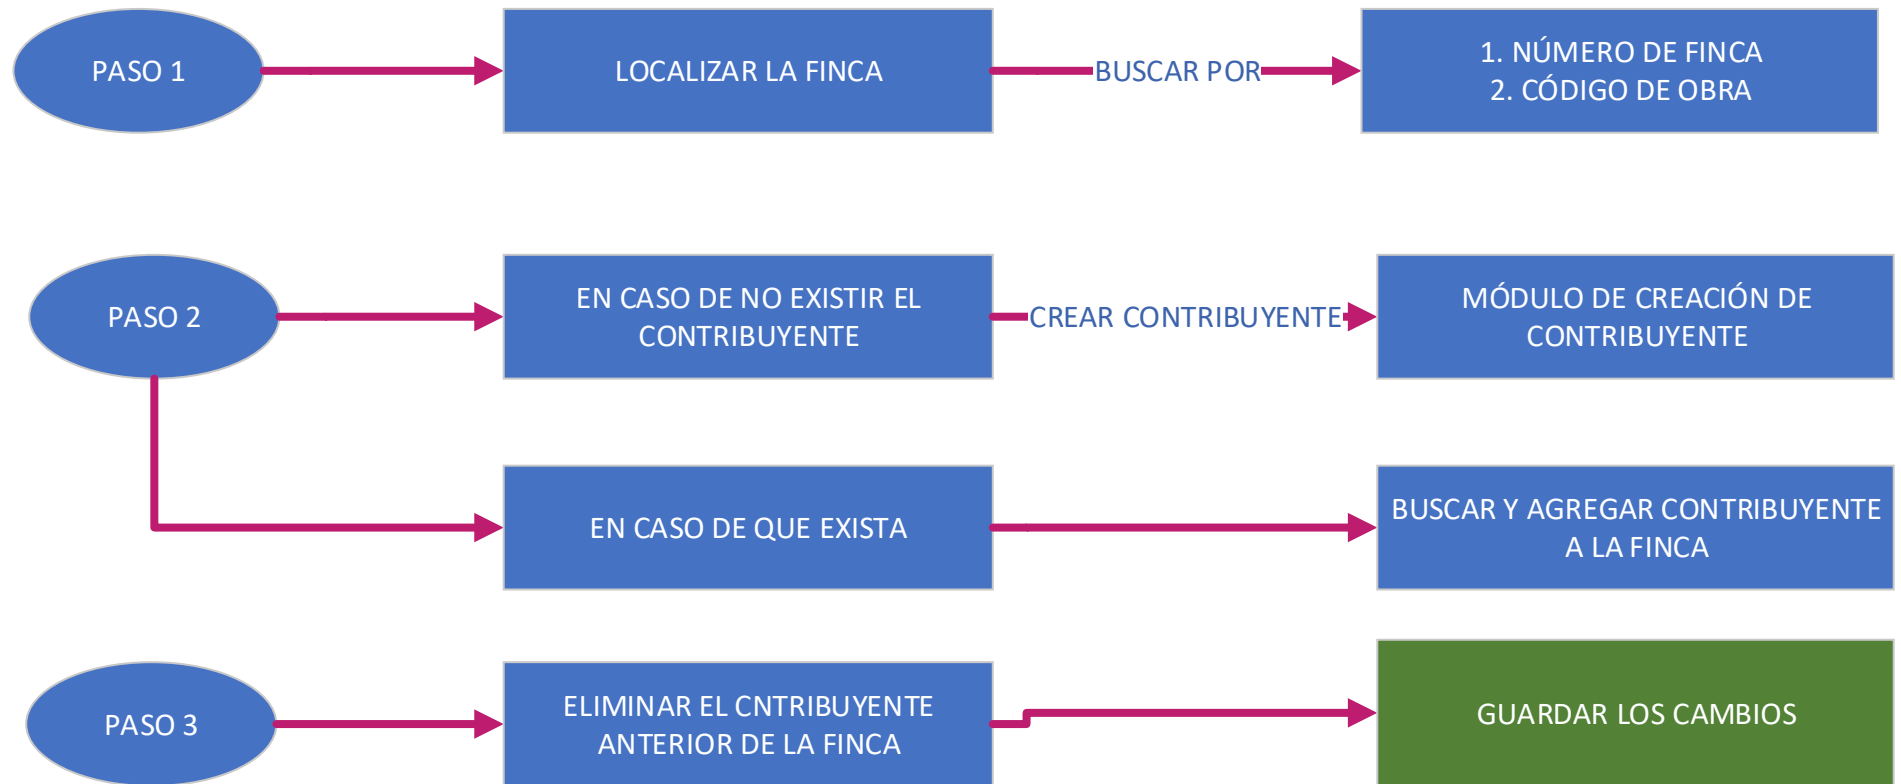 PASO 1
LOCALIZAR LA FINCA
BUSCAR POR
1. NÚMERO DE FINCA
2. CÓDIGO DE OBRA
PASO 2
EN CASO DE NO EXISTIR EL
CONTRIBUYENTE
CREAR CONTRIBUYENTE
MÓDULO DE CREACIÓN DE
CONTRIBUYENTE
EN CASO DE QUE EXISTA
BUSCAR Y AGREGAR CONTRIBUYENTE
A LA FINCA
PASO 3
ELIMINAR EL CNTRIBUYENTE
ANTERIOR DE LA FINCA
GUARDAR LOS CAMBIOS